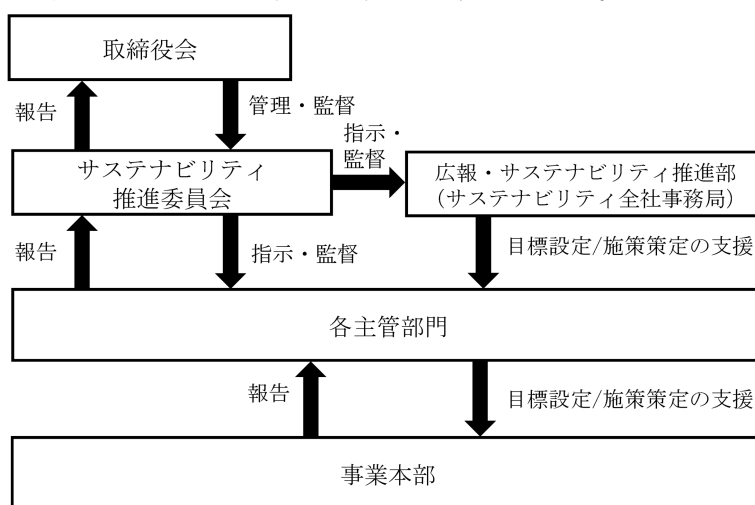 取締役会
報告
管理・監督
指示・
監督
サステナビリティ
推進委員会
広報・サステナビリティ推進部
（サステナビリティ全社事務局）
報告
指示・監督
目標設定/施策策定の支援
各主管部門
報告
目標設定/施策策定の支援
事業本部